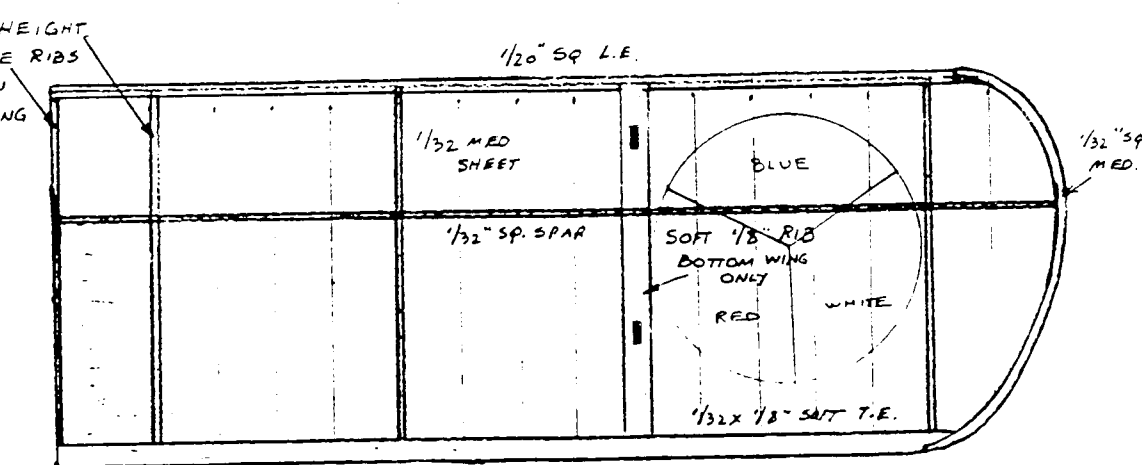 WEIGHT
E RIBS
NG
1/20" SQ L.E.
1/32 MED
SHEET
BLUE
1/32" SQ
MED.
1/32" SQ. SPAR
SOFT 1/8" RIB
BOTTOM WING
ONLY
RED
WHITE
1/32 x 1/8" SOFT T.E.